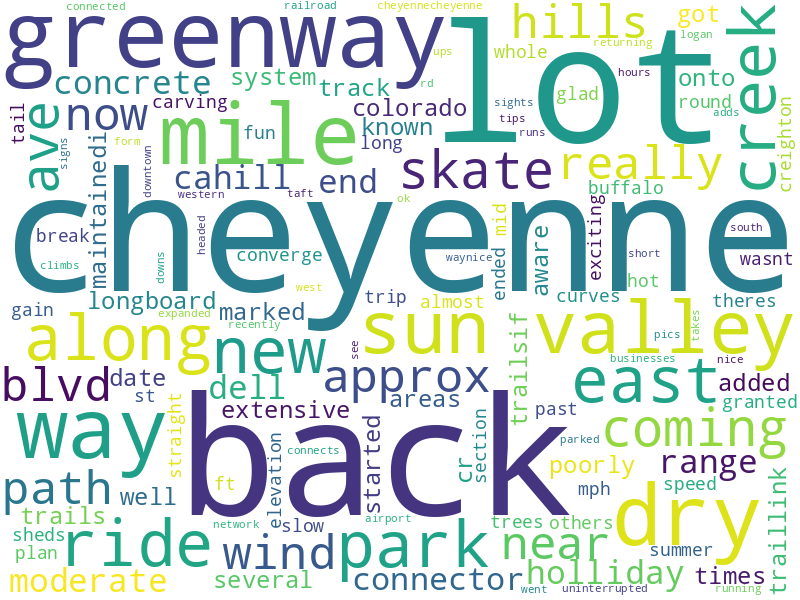 connected
railroad
cheyennecheyenne
greenway
lot
hills
got
logan
creek
ups
returning
whole
concrete
system
track
rd
onto
hours
ave
now
tail
carving
colorado
sights
glad
round
mile
fun
known
tips
runs
adds
long
signs
form
downtown
cahill
end
skate
really
creighton
western
taft
ok
buffalo
cheyenne
maintainedi
break
headed
converge
waynice
ended
mid
aware
exciting
short
south
wasnt
climbs
downs
west
hot
gain
longboard
marked
trip
almost
curves
theres
expanded
recently
along
new
see
sun
valley
pics
takes
trailsif
businesses
nice
blvd
date
st
dell
approx
areas
east
added
granted
way
straight
extensive
started
back
section
cr
past
coming
connects
parked
path
well
ft
elevation
poorly
range
mph
speed
dry
traillink
trails
sheds
plan
ride
network
slow
airport
wind
park
trees
others
near
summer
moderate
several
connector
went
holliday
uninterrupted
times
running